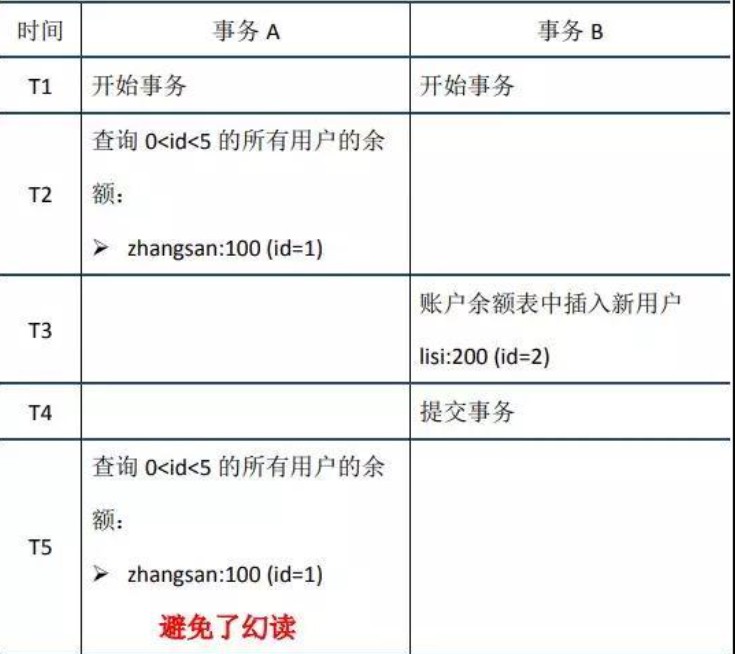 时间 事务 A 事务 B
T1 开始事务 开始事务
查询 0<id<5 的所有用户的余
T2 额：
➢ zhangsan:100 (id=1)
账户余额表中插入新用户
T3
lisi:200 (id=2)
T4 提交事务
查询 0<id<5 的所有用户的余
额：
T5
➢ zhangsan:100 (id=1)
避免了幻读